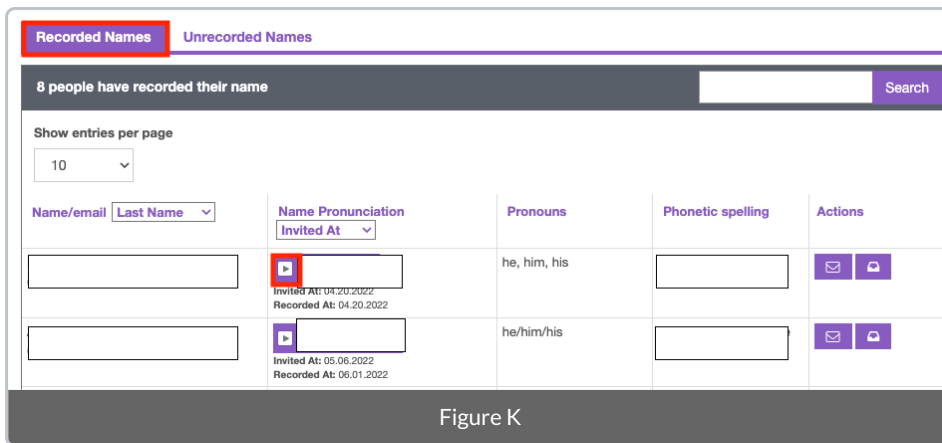 Recorded Names Unrecorded Names
8 people have recorded their name Search
Show entries per page
10
Name/email Last Name Name Pronunciation Pronouns Phonetic spelling Actions
Invited At
he, him, his
Invited At: 04.20.2022
Recorded At: 04.20.2022
he/him/his
Invited At: 05.06.2022
Recorded At: 06.01.2022
Figure K